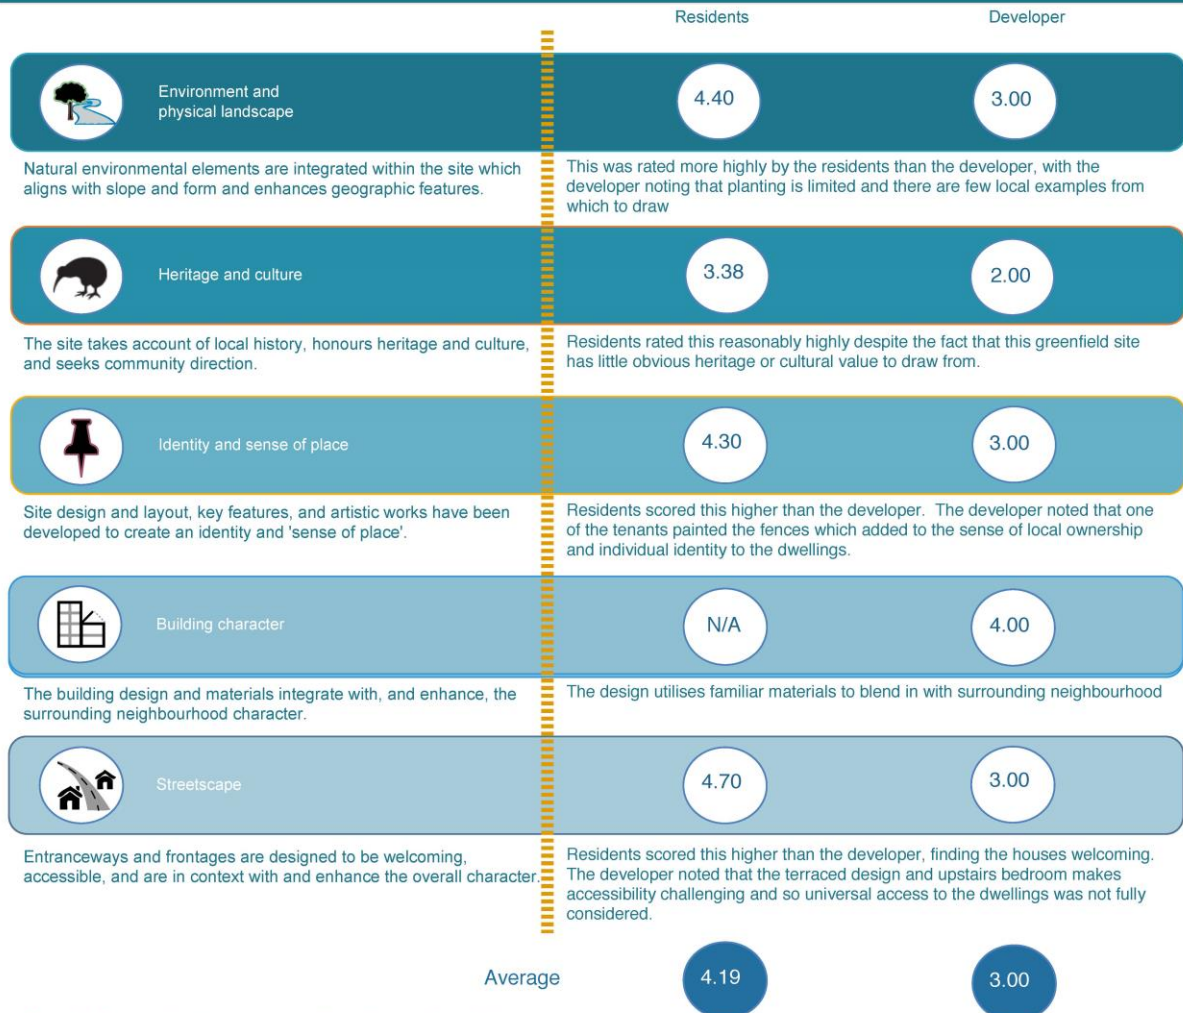 Residents
Developer
Environment and
physical landscape
4.40
3.00
Natural environmental elements are integrated within the site which
aligns with slope and form and enhances geographic features.
This was rated more highly by the residents than the developer, with the
developer noting that planting is limited and there are few local examples from
which to draw
Heritage and culture
3.38
2.00
The site takes account of local history, honours heritage and culture,
and seeks community direction.
Residents rated this reasonably highly despite the fact that this greenfield site
has little obvious heritage or cultural value to draw from.
Identity and sense of place
4.30
3.00
Site design and layout, key features, and artistic works have been
developed to create an identity and 'sense of place'.
Residents scored this higher than the developer. The developer noted that one
of the tenants painted the fences which added to the sense of local ownership
and individual identity to the dwellings.
Building character
N/A
4.00
The building design and materials integrate with, and enhance, the
surrounding neighbourhood character.
The design utilises familiar materials to blend in with surrounding neighbourhood
Streetscape
4.70
3.00
Entranceways and frontages are designed to be welcoming,
accessible, and are in context with and enhance the overall character.
Residents scored this higher than the developer, finding the houses welcoming.
The developer noted that the terraced design and upstairs bedroom makes
accessibility challenging and so universal access to the dwellings was not fully
considered.
Average
4.19
3.00